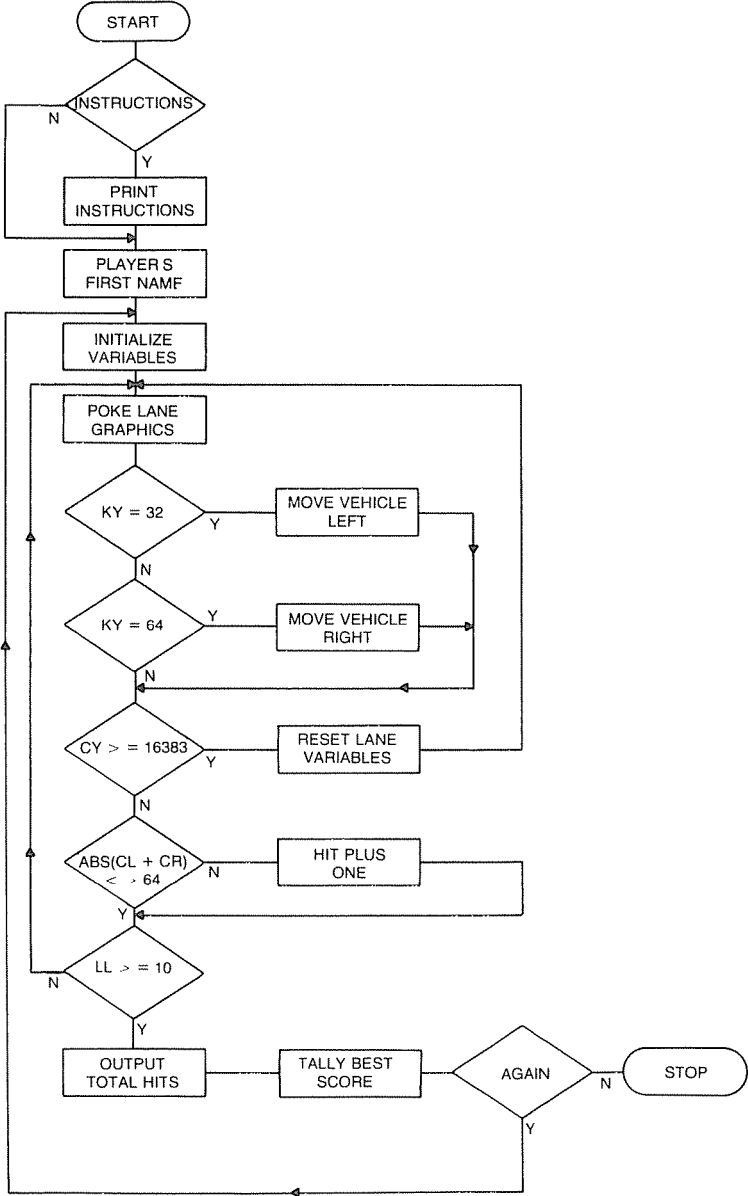 START
INSTRUCTIONS
N
Y
PRINT
INSTRUCTIONS
PLAYER S
FIRST NAMF
INITIALIZE
VARIABLES
POKE LANE
GRAPHICS
KY = 32
Y
MOVE VEHICLE
LEFT
N
KY = 64
Y
MOVE VEHICLE
RIGHT
N
CY > = 16383
Y
RESET LANE
VARIABLES
N
ABS(CL + CR)
< > 64
N
HIT PLUS
ONE
Y
LL > = 10
N
Y
OUTPUT
TOTAL HITS
TALLY BEST
SCORE
AGAIN
N
STOP
Y